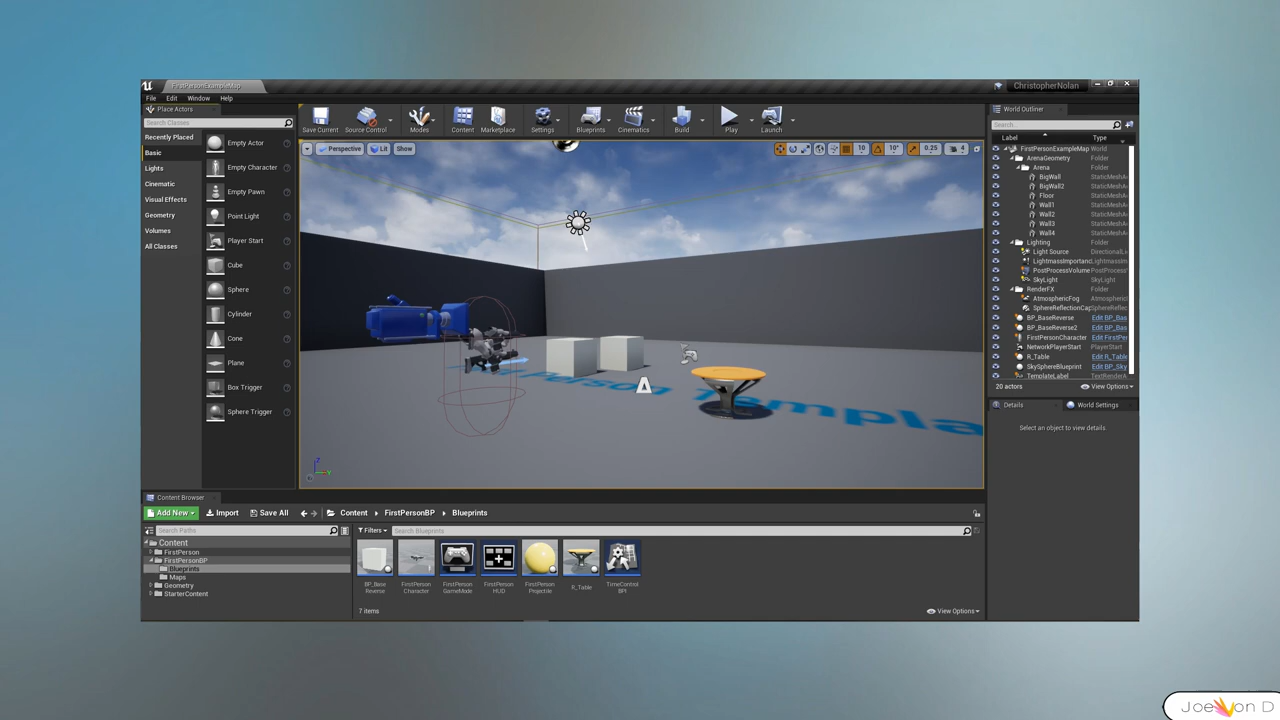 FirstPersonExampleMap
ChristopherNolan
File Edit Window Help
Place Actors
Search Classes
Recently Placed
Basic
Lights
Cinematic
Visual Effects
Geometry
Volumes
All Classes
Empty Actor
Empty Character
Empty Pawn
Point Light
Player Start
Cube
Sphere
Cylinder
Cone
Plane
Box Trigger
Sphere Trigger
Save Current
Source Control
Modes
Content
Marketplace
Settings
Blueprints
Cinematics
Build
Play
Launch
Perspective
Lit
Show
10
10°
0.25
4
Templa
World Outliner
Search...
Label Type
FirstPersonExampleMap World
ArenaGeometry Folder
Arena Folder
BigWall StaticMeshA
BigWall2 StaticMeshA
Floor StaticMeshA
Wall1 StaticMeshA
Wall2 StaticMeshA
Wall3 StaticMeshA
Wall4 StaticMeshA
Lighting Folder
Light Source DirectionalLi
LightmassImportanc Lightmass
PostProcessVolume PostProcess
SkyLight SkyLight
RenderFX Folder
AtmosphericFog Atmospheric
SphereReflectionCap SphereRefle
BP_BaseReverse Edit BP_Bas
BP_BaseReverse2 Edit BP_Bas
FirstPersonCharacter Edit FirstPer
NetworkPlayerStart PlayerStart
R_Table Edit R_Table
SkySphereBlueprint Edit BP_Sky
TemplateLabel TextRender
20 actors
View Options
Details
World Settings
Select an object to view details.
Content Browser
Add New
Import
Save All
Content
FirstPersonBP
Blueprints
Search Paths
Filters
Search Blueprints
Content
FirstPerson
FirstPersonBP
Blueprints
Maps
Geometry
StarterContent
BP_Base
Reverse
FirstPerson
Character
FirstPerson
GameMode
FirstPerson
HUD
FirstPerson
Projectile
R_Table
TimeControl
BPI
7 items
View Options